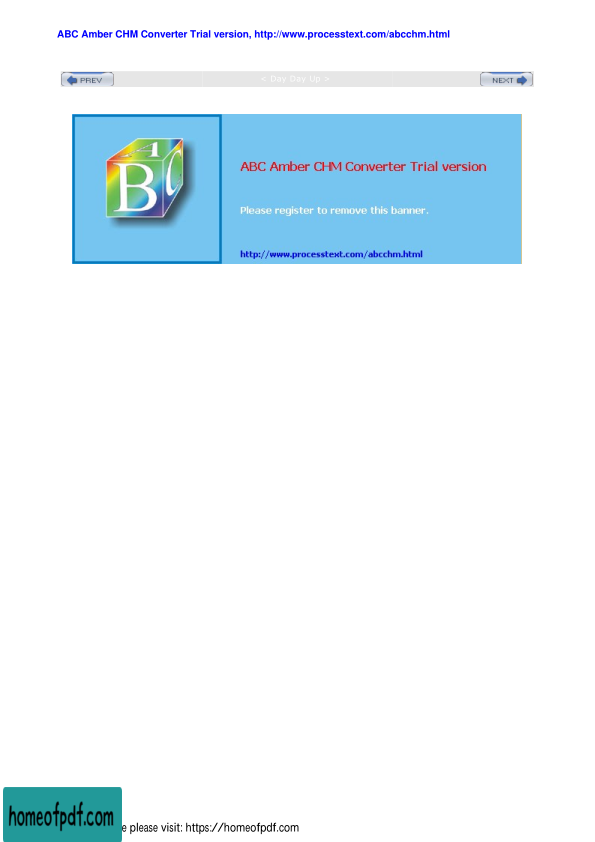 ABC Amber CHM Converter Trial version, http://www.processtext.com/abcchm.html
PREV
< Day Day Up >
NEXT
A
B
C
ABC Amber CHM Converter Trial version
Please register to remove this banner.
http://www.processtext.com/abcchm.html
homeofpdf.com
e please visit: https://homeofpdf.com